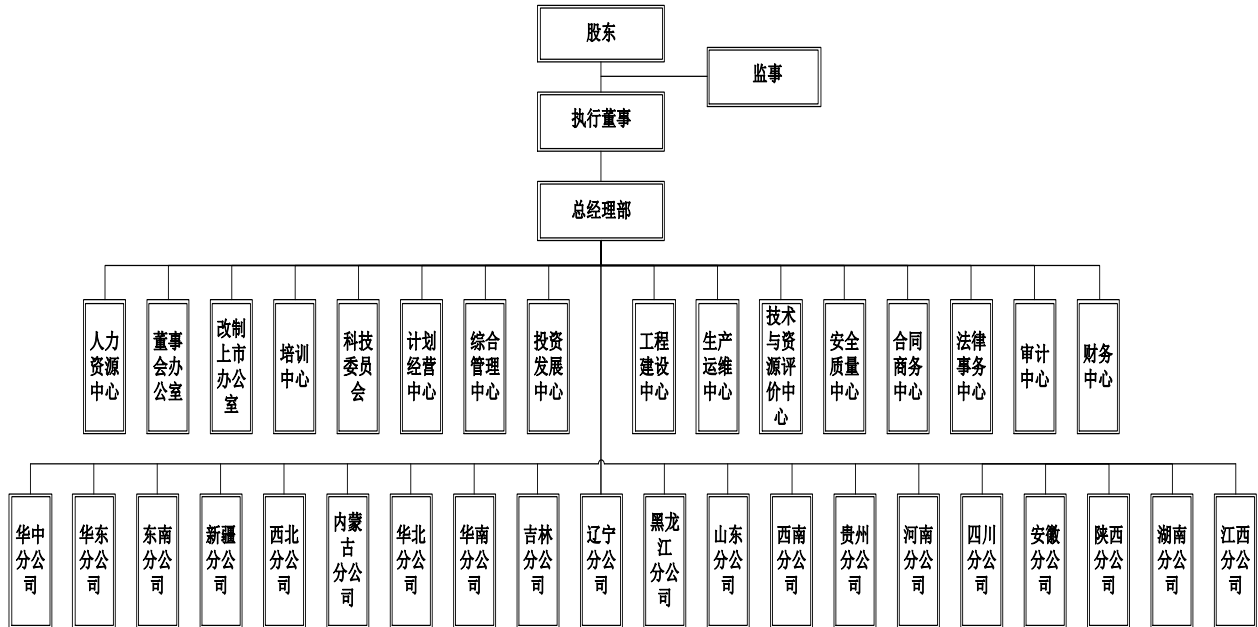 股东
监事
执行董事
总经理部
人力
资源
中心
董事
会办
公室
改制
上市
办公
室
培训
中心
科技
委员
会
计划
经营
中心
综合
管理
中心
投资
发展
中心
工程
建设
中心
生产
运维
中心
技术
与资
源评
价中
心
安全
质量
中心
合同
商务
中心
法律
事务
中心
审计
中心
财务
中心
华中
分公
司
华东
分公
司
东南
分公
司
新疆
分公
司
西北
分公
司
内蒙
古
分公
司
华北
分公
司
华南
分公
司
吉林
分公
司
辽宁
分公
司
黑龙
江
分公
司
山东
分公
司
西南
分公
司
贵州
分公
司
河南
分公
司
四川
分公
司
安徽
分公
司
陕西
分公
司
湖南
分公
司
江西
分公
司